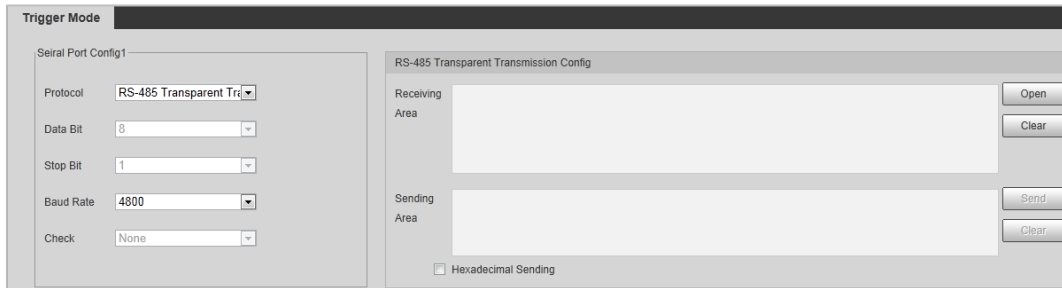 Trigger Mode
Seiral Port Config1
Protocol RS-485 Transparent Tra
Data Bit 8
Stop Bit 1
Baud Rate 4800
Check None
RS-485 Transparent Transmission Config
Receiving
Area
Open
Clear
Sending
Area
Send
Clear
Hexadecimal Sending